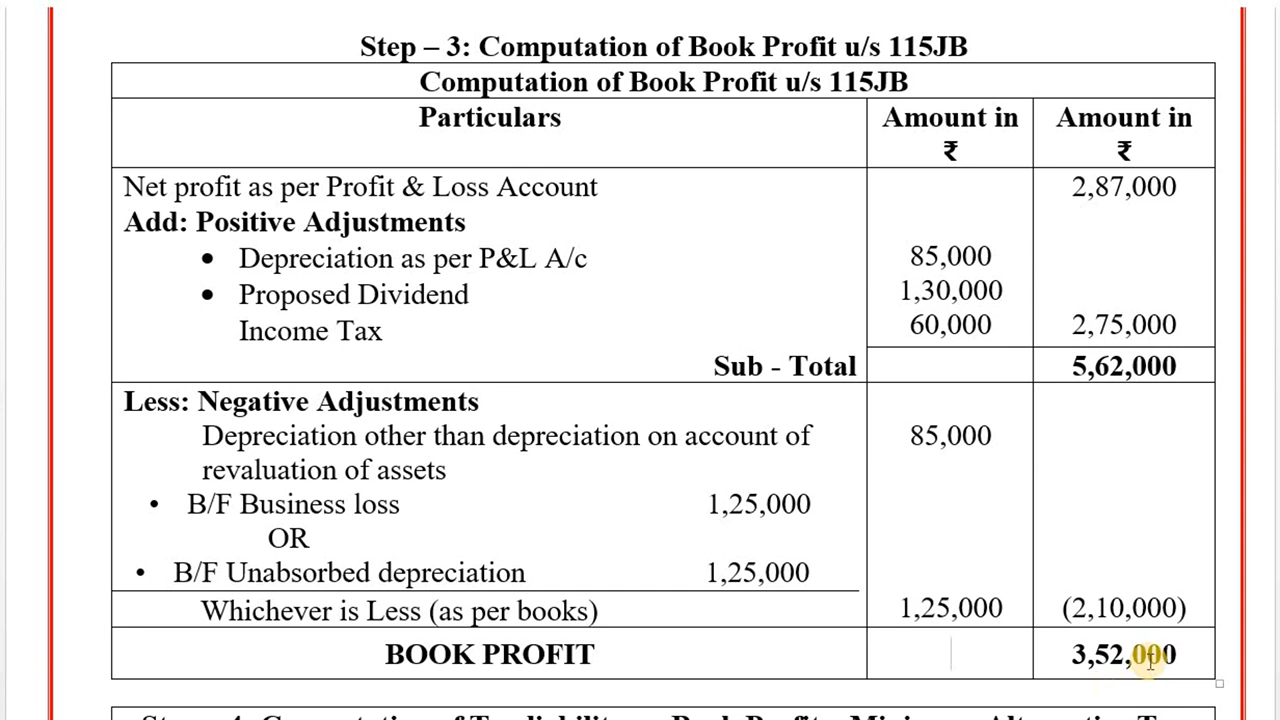 Step – 3: Computation of Book Profit u/s 115JB
Computation of Book Profit u/s 115JB
Particulars Amount in ₹ Amount in ₹
Net profit as per Profit & Loss Account 2,87,000
Add: Positive Adjustments
• Depreciation as per P&L A/c 85,000
• Proposed Dividend 1,30,000
Income Tax 60,000 2,75,000
Sub - Total 5,62,000
Less: Negative Adjustments
Depreciation other than depreciation on account of 85,000
revaluation of assets
• B/F Business loss 1,25,000
OR
• B/F Unabsorbed depreciation 1,25,000
Whichever is Less (as per books) 1,25,000 (2,10,000)
BOOK PROFIT 3,52,000